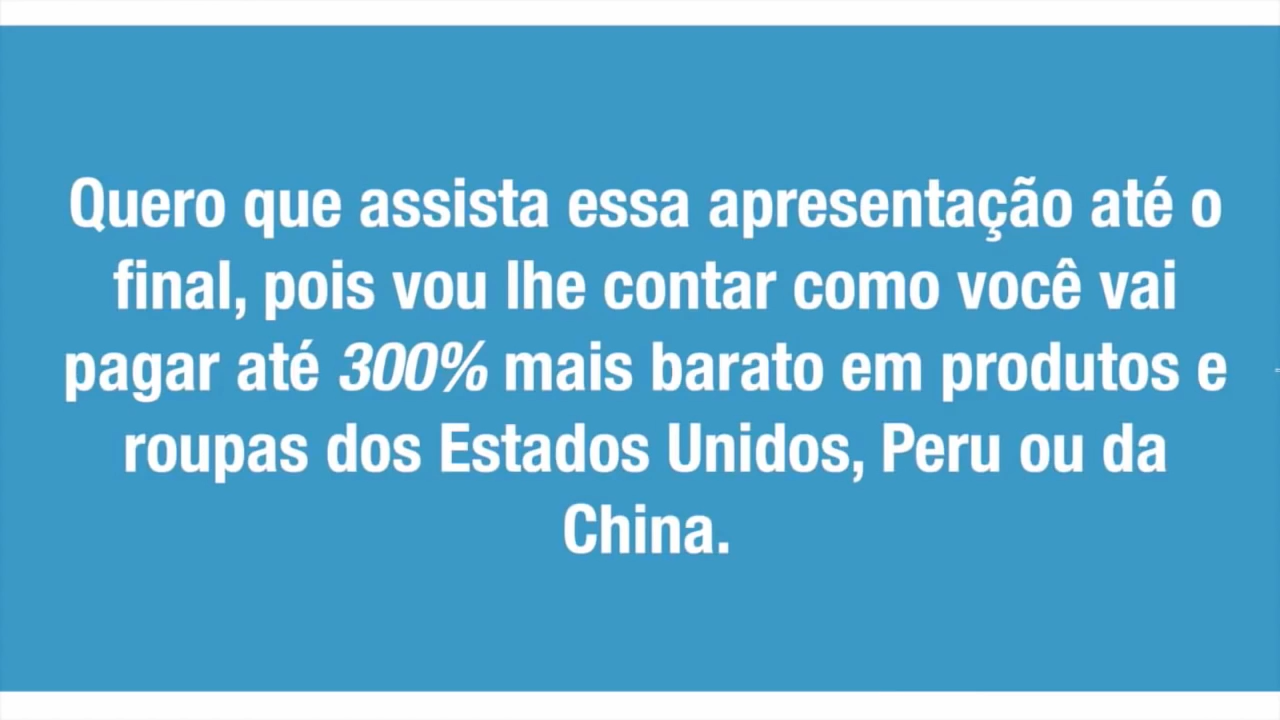 Quero que assista essa apresentação até o
final, pois vou lhe contar como você vai
pagar até 300% mais barato em produtos e
roupas dos Estados Unidos, Peru ou da
China.